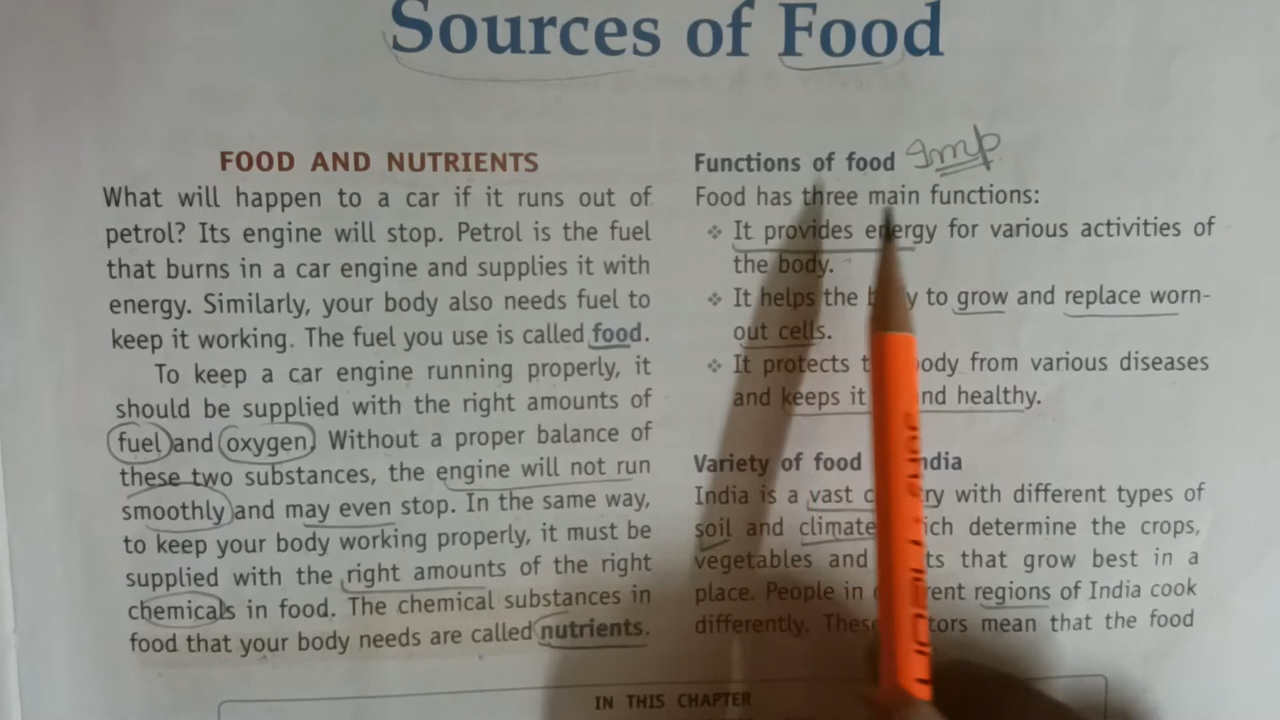 Sources of Food
FOOD AND NUTRIENTS
What will happen to a car if it runs out of
petrol? Its engine will stop. Petrol is the fuel
that burns in a car engine and supplies it with
energy. Similarly, your body also needs fuel to
keep it working. The fuel you use is called food.
To keep a car engine running properly, it
should be supplied with the right amounts of
fuel and oxygen. Without a proper balance of
these two substances, the engine will not run
smoothly and may even stop. In the same way,
to keep your body working properly, it must be
supplied with the right amounts of the right
chemicals in food. The chemical substances in
food that your body needs are called nutrients.
Functions of food Imp
Food has three main functions:
❖ It provides energy for various activities of
the body.
❖ It helps the to grow and replace worn-
out cells.
❖ It protects body from various diseases
and keeps it and healthy.
Variety of food India
India is a vast with different types of
soil and climate which determine the crops,
vegetables and that grow best in a
place. People in regions of India cook
differently. These mean that the food
IN THIS CHAPTER